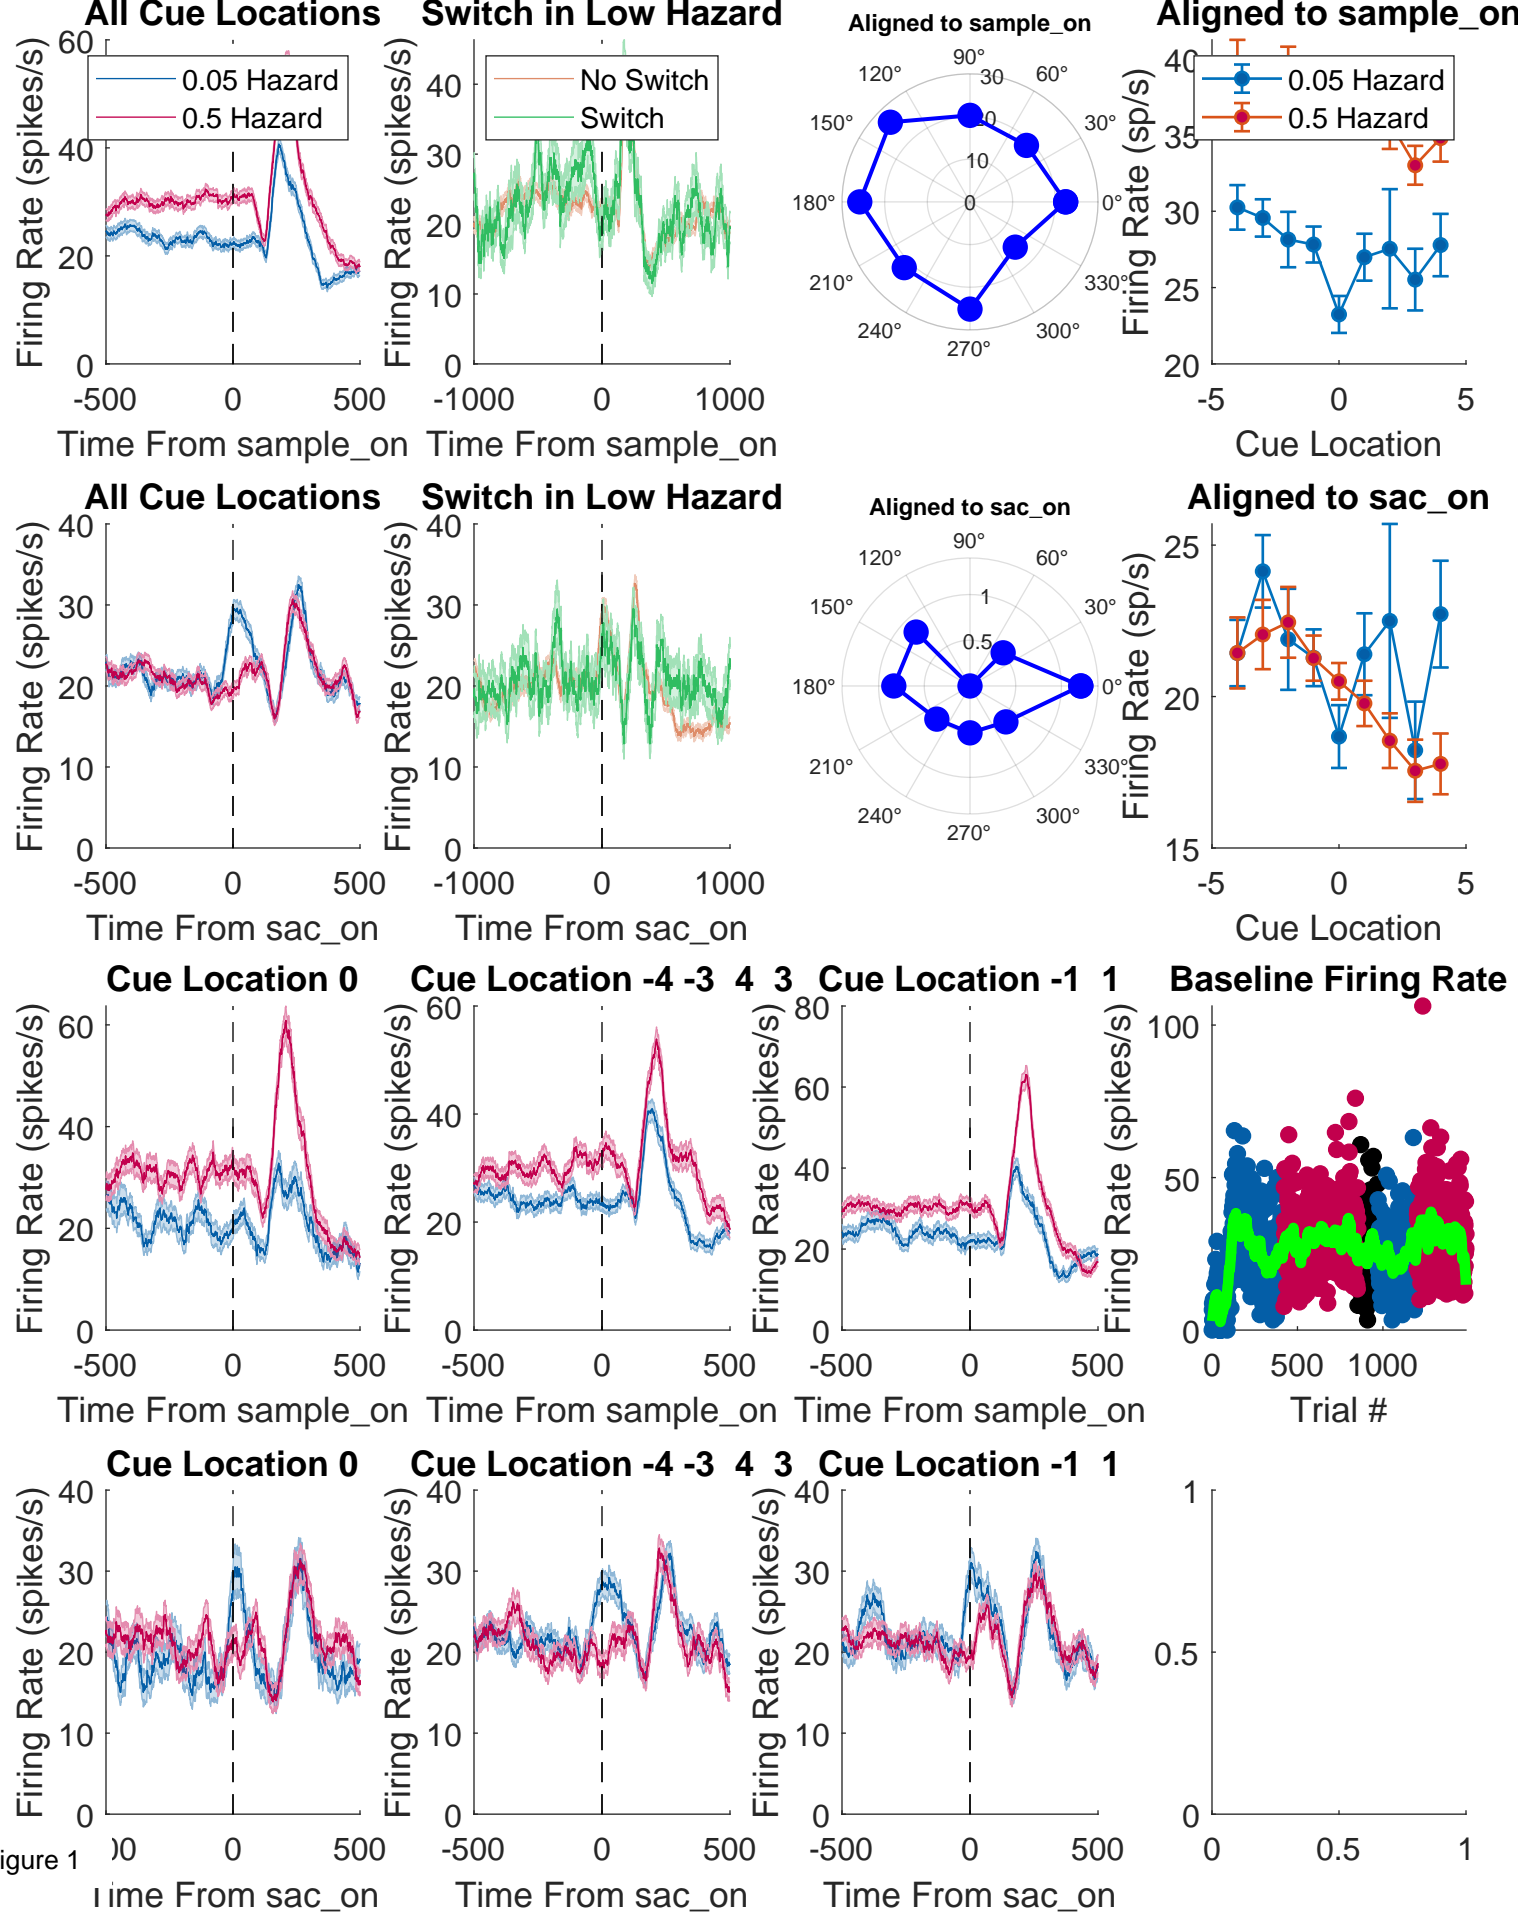 All Cue Locations
Switch in Low Hazard
Aligned to sample_on
Aligned to sample_on
0.05 Hazard
0.5 Hazard
No Switch
Switch
0.05 Hazard
0.5 Hazard
Firing Rate (spikes/s)
60
40
20
0
-500 0 500
Time From sample_on
Firing Rate (spikes/s)
40
30
20
10
0
-1000 0 1000
Time From sample_on
90°
120° 60°
150° 30°
180° 0°
210° 330°
240° 300°
270°
30
10
0
Firing Rate (sp/s)
40
35
30
25
20
-5 0 5
Cue Location
All Cue Locations
Switch in Low Hazard
Aligned to sac_on
Aligned to sac_on
Firing Rate (spikes/s)
40
30
20
10
0
-500 0 500
Time From sac_on
Firing Rate (spikes/s)
40
30
20
10
0
-1000 0 1000
Time From sac_on
90°
120° 60°
150° 30°
180° 0°
210° 330°
240° 300°
270°
1
0.5
Firing Rate (sp/s)
25
20
15
-5 0 5
Cue Location
Cue Location 0
Cue Location -4 -3 4 3
Cue Location -1 1
Baseline Firing Rate
Firing Rate (spikes/s)
60
40
20
0
-500 0 500
Time From sample_on
Firing Rate (spikes/s)
60
40
20
0
-500 0 500
Time From sample_on
Firing Rate (spikes/s)
80
60
40
20
0
-500 0 500
Time From sample_on
Firing Rate (spikes/s)
100
50
0
0 500 1000
Trial #
Cue Location 0
Cue Location -4 -3 4 3
Cue Location -1 1
Firing Rate (spikes/s)
40
30
20
10
0
00 0 500
Time From sac_on
Firing Rate (spikes/s)
40
30
20
10
0
-500 0 500
Time From sac_on
Firing Rate (spikes/s)
40
30
20
10
0
-500 0 500
Time From sac_on
1
0.5
0
0 0.5 1
igure 1